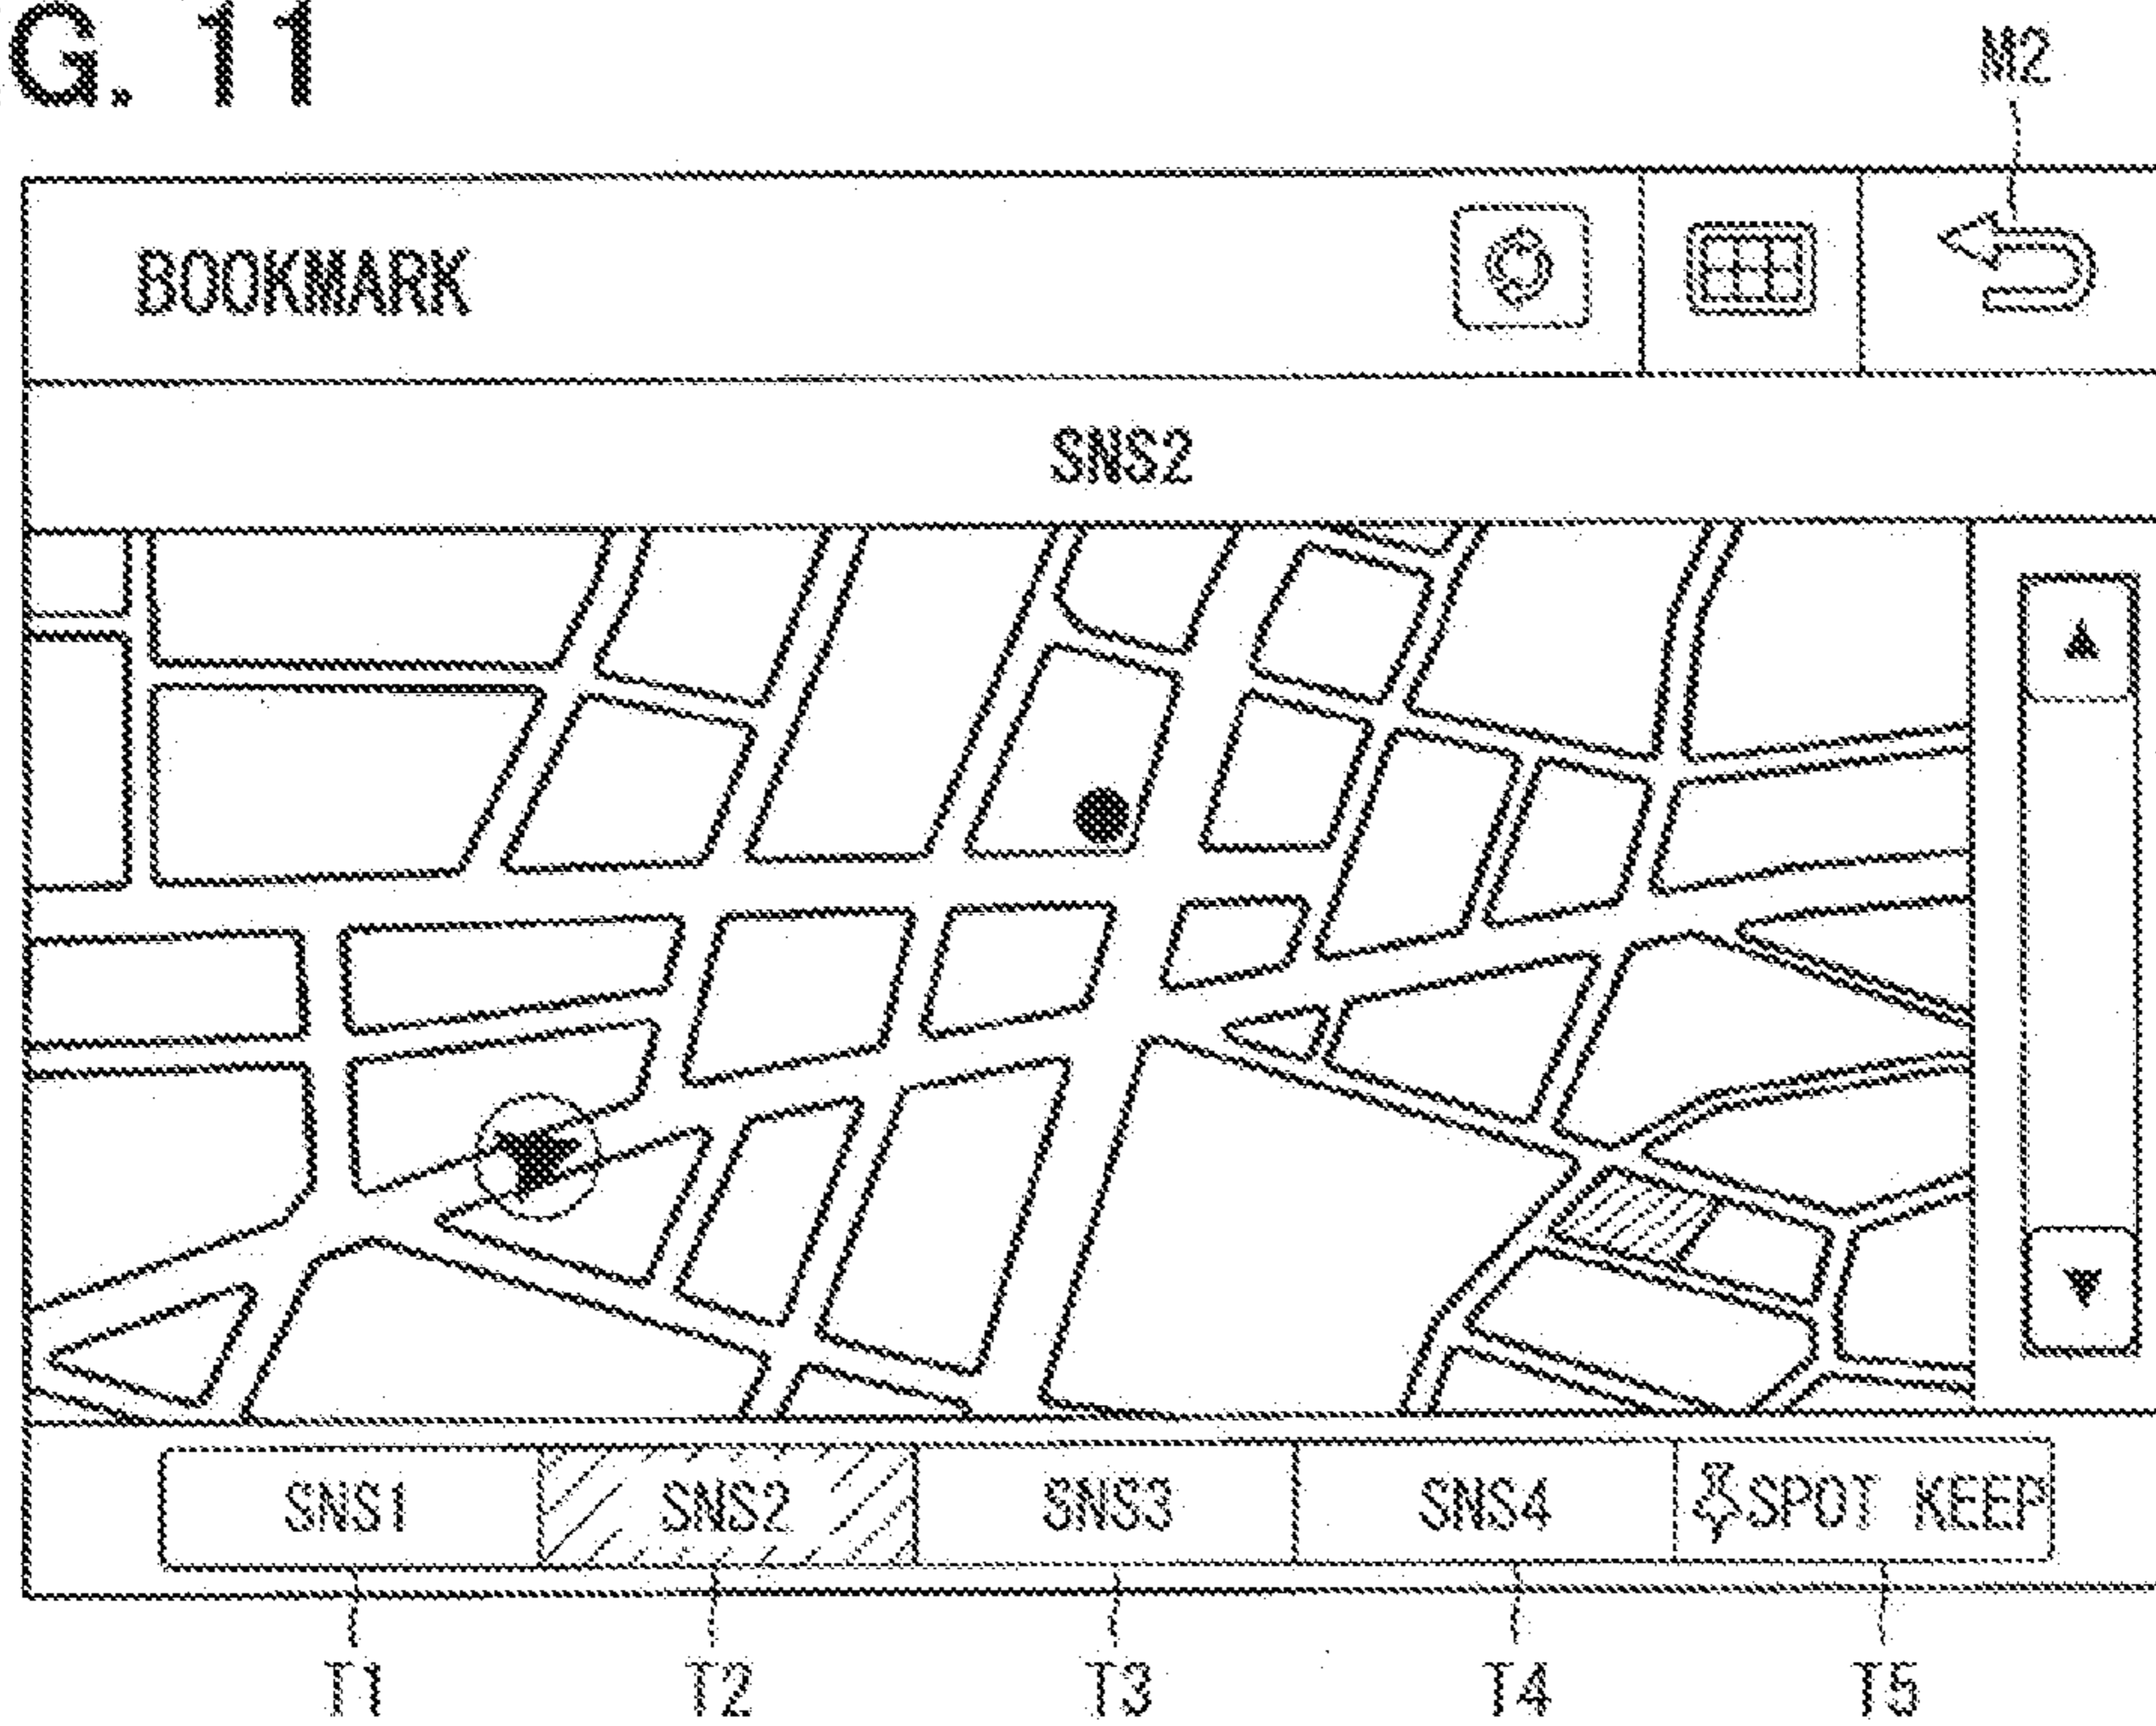 G. 11
M2
BOOKMARK
SNS2
SNS1 SNS2 SNS3 SNS4 SPOT KEEP
T1 T2 T3 T4 T5